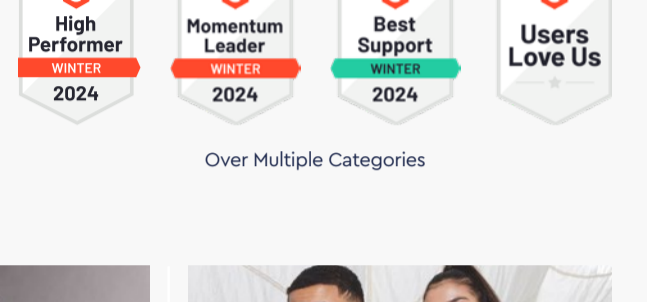 High
Performer
WINTER
2024
Momentum
Leader
WINTER
2024
Best
Support
WINTER
2024
Users
Love Us
Over Multiple Categories